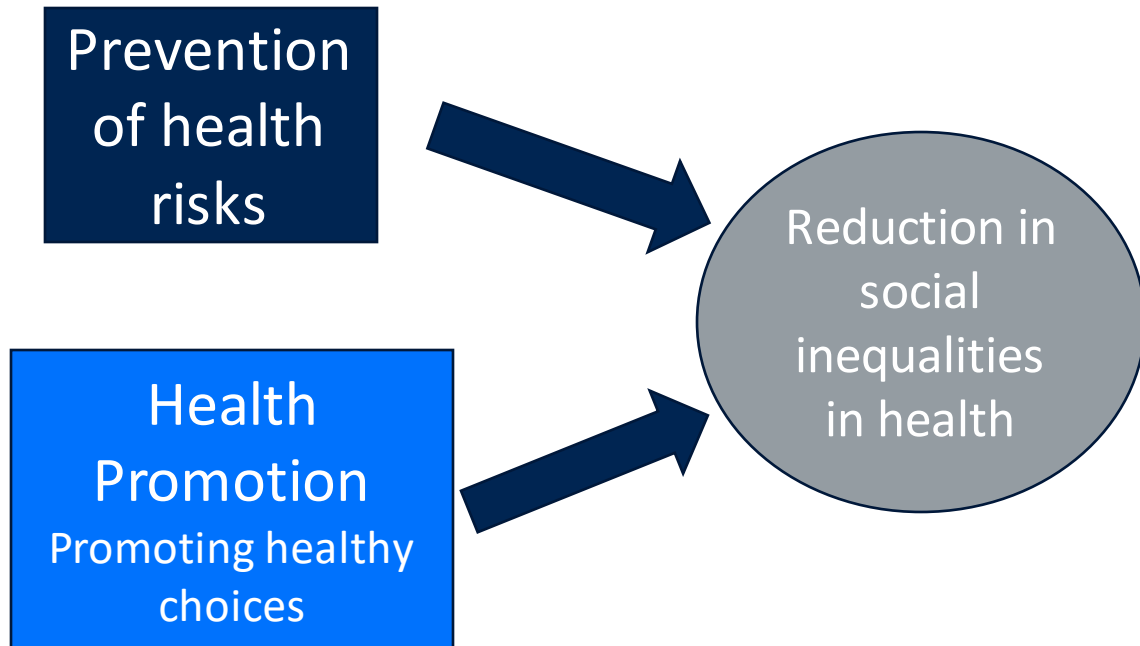 Prevention
of health
risks
Health
Promotion
Promoting healthy
choices
Reduction in
social
inequalities
in health